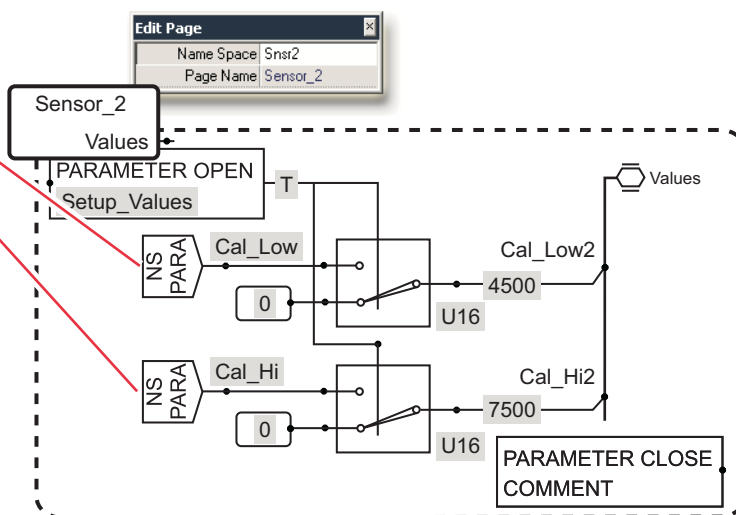 Edit Page
Name Space Snsr2
Page Name Sensor_2
Sensor_2
Values
PARAMETER OPEN
Setup_Values
T
Values
NS
PARA
Cal_Low
0
Cal_Low2
4500
U16
NS
PARA
Cal_Hi
0
Cal_Hi2
7500
U16
PARAMETER CLOSE
COMMENT